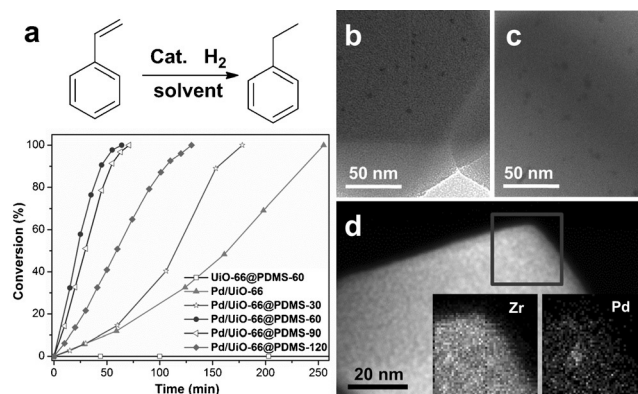 a
Cat. H2
solvent
100
80
60
40
20
0
Conversion (%)
UiO-66@PDMS-60
Pd/UiO-66
Pd/UiO-66@PDMS-30
Pd/UiO-66@PDMS-60
Pd/UiO-66@PDMS-90
Pd/UiO-66@PDMS-120
0 50 100 150 200 250
Time (min)
b
50 nm
c
50 nm
d
Zr
Pd
20 nm